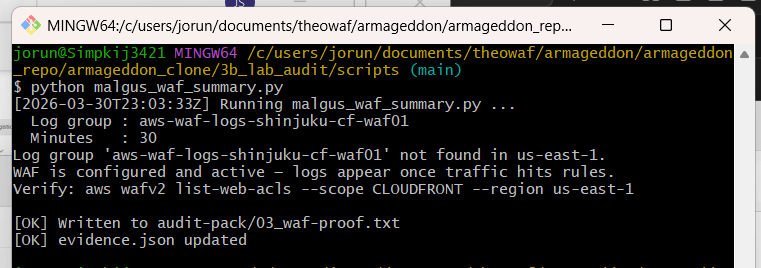 JS
MINGW64:/c/users/jorun/documents/theowaf/armageddon/armageddon_rep...
jorun@Simpkij3421 MINGW64 /c/users/jorun/documents/theowaf/armageddon/armageddon
_repo/armageddon_clone/3b_lab_audit/scripts (main)
$ python malgus_waf_summary.py
[2026-03-30T23:03:33Z] Running malgus_waf_summary.py ...
Log group : aws-waf-logs-shinjuku-cf-waf01
Minutes : 30
Log group 'aws-waf-logs-shinjuku-cf-waf01' not found in us-east-1.
WAF is configured and active — logs appear once traffic hits rules.
Verify: aws wafv2 list-web-acls --scope CLOUDFRONT --region us-east-1
[OK] Written to audit-pack/03_waf-proof.txt
[OK] evidence.json updated